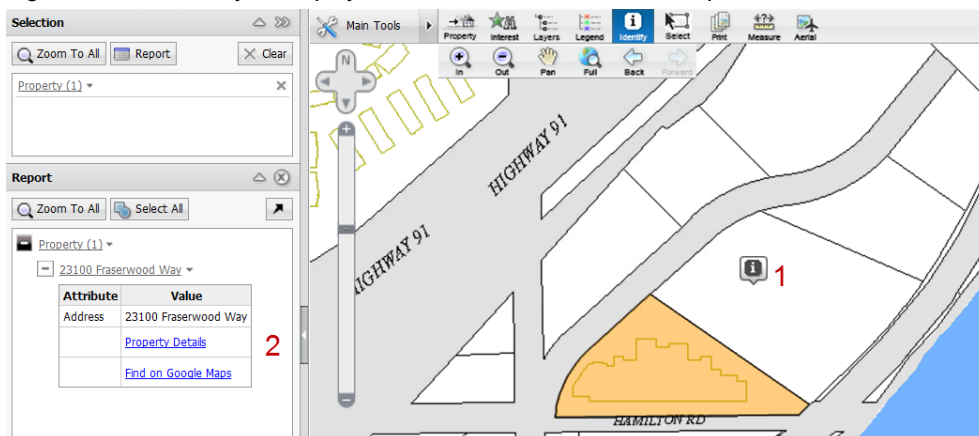 Selection
Zoom To All Report Clear
Property (1)
Report
Zoom To All Select All
Property (1)
23100 Fraserwood Way
Attribute Value
Address 23100 Fraserwood Way
Property Details
Find on Google Maps
2
Main Tools
Property Interest Layers Legend Identify Select Print Measure Aerial
In Out Pan Full Back Forward
N
HIGHWAY 91
HIGHWAY 91
1
HAMILTON RD